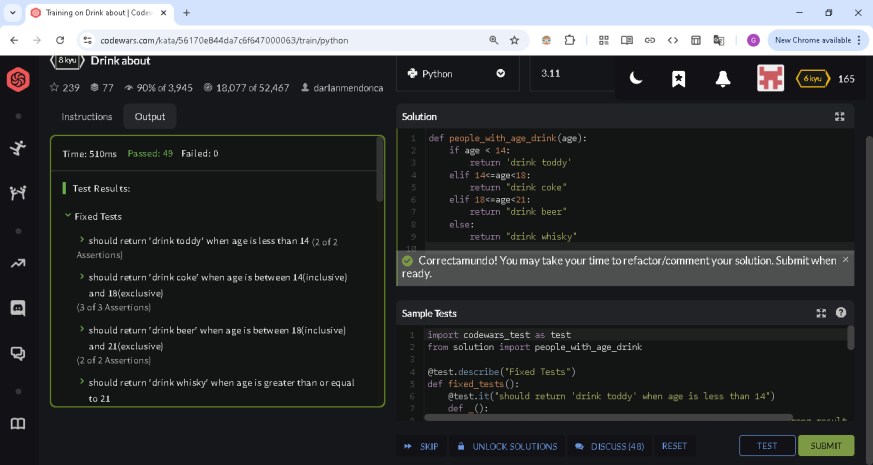 Training on Drink about | Codew
codewars.com/kata/56170e844da7c6f647000063/train/python
G
New Chrome available
8 kyu
Drink about
239
77
90% of 3,945
18,077 of 52,467
darlanmendonca
Python
3.11
6 kyu
165
Instructions
Output
Time: 510ms Passed: 49 Failed: 0
Test Results:
Fixed Tests
should return 'drink toddy' when age is less than 14 (2 of 2
Assertions)
should return 'drink coke' when age is between 14(inclusive)
and 18(exclusive)
(3 of 3 Assertions)
should return 'drink beer' when age is between 18(inclusive)
and 21(exclusive)
(2 of 2 Assertions)
should return 'drink whisky' when age is greater than or equal
to 21
Solution
1 def people_with_age_drink(age):
2 if age < 14:
3 return 'drink toddy'
4 elif 14<=age<18:
5 return "drink coke"
6 elif 18<=age<21:
7 return "drink beer"
8 else:
9 return "drink whisky"
10
Correctamundo! You may take your time to refactor/comment your solution. Submit when
ready.
Sample Tests
1 import codewars_test as test
2 from solution import people_with_age_drink
3
4 @test.describe("Fixed Tests")
5 def fixed_tests():
6 @test.it("should return 'drink toddy' when age is less than 14")
7 def _():
SKIP
UNLOCK SOLUTIONS
DISCUSS (48)
RESET
TEST
SUBMIT